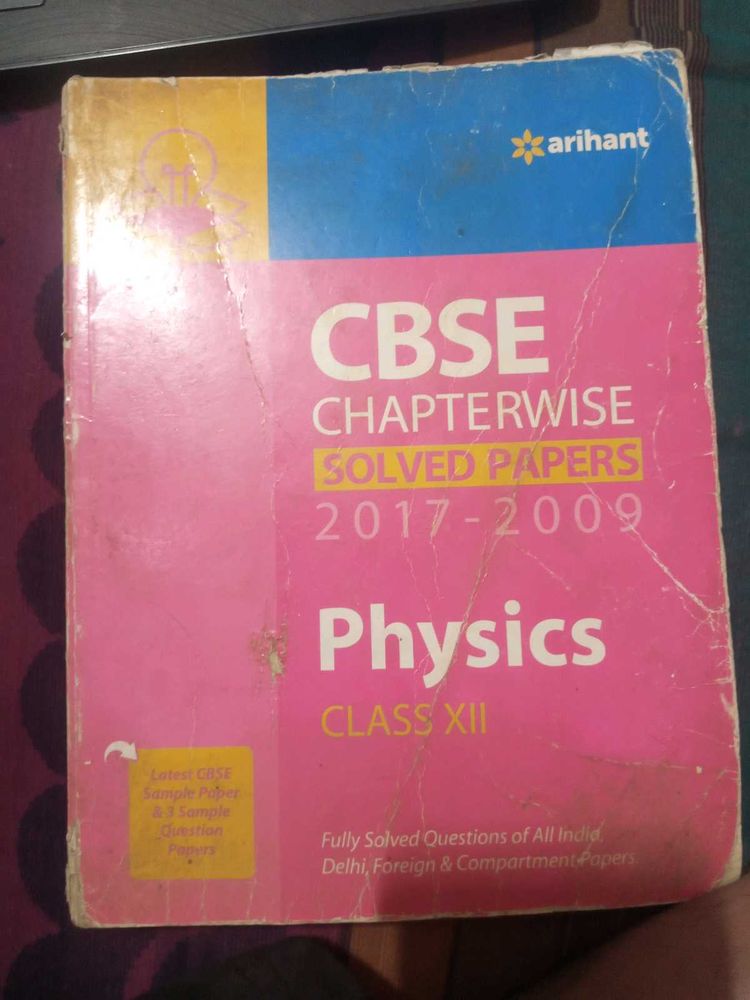 arihant
CBSE
CHAPTERWISE
SOLVED PAPERS
2017-2009
Physics
CLASS XII
Latest CBSE
Sample Paper
& 3 Sample
Question
Papers
Fully Solved Questions of All India,
Delhi, Foreign & Compartment Papers